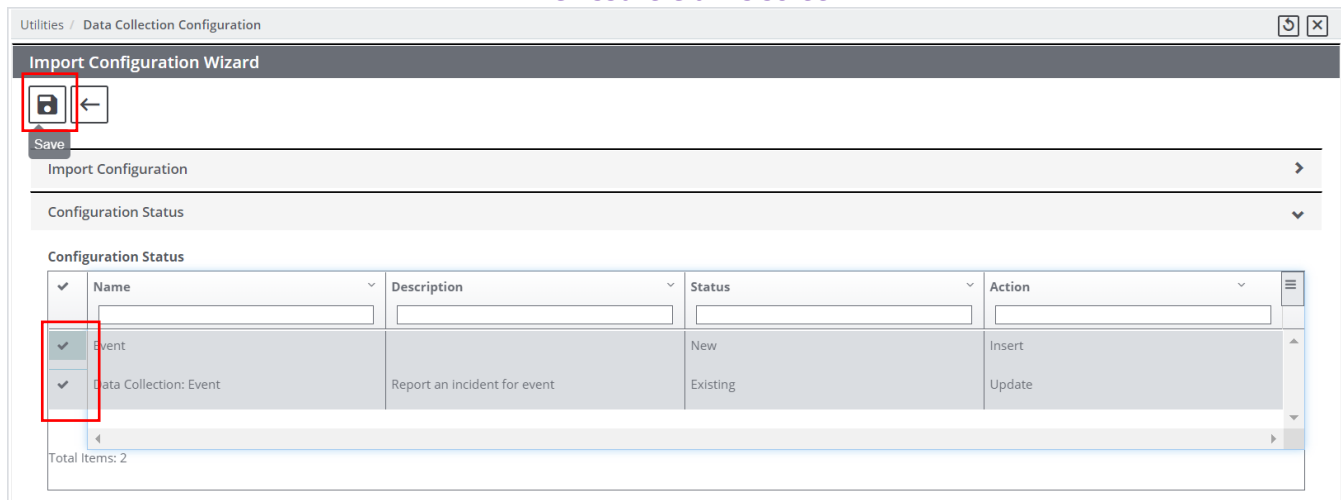 Utilities / Data Collection Configuration
Import Configuration Wizard
Save
Import Configuration
Configuration Status
Configuration Status
Name Description Status Action
Event New Insert
Data Collection: Event Report an incident for event Existing Update
Total Items: 2